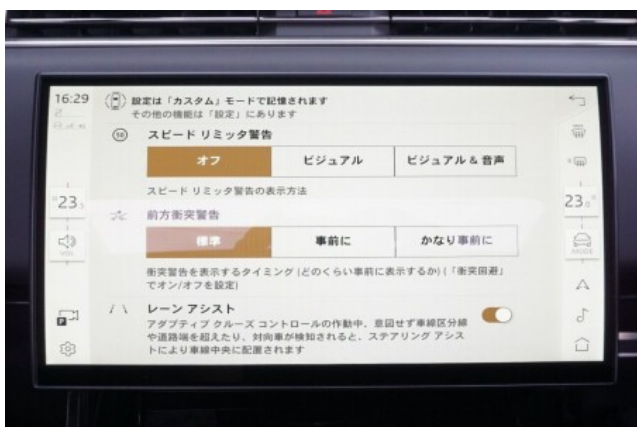 16:29
設定は「カスタム」モードで記憶されます
その他の機能は「設定」にあります
50
スピード リミッタ警告
オフ
ビジュアル
ビジュアル & 音声
スピード リミッタ警告の表示方法
23.
23.
前方衝突警告
標準
事前に
かなり事前に
VOL
MODE
衝突警告を表示するタイミング (どのくらい事前に表示するか) (「衝突回避」
でオン/オフを設定)
レーン アシスト
アダプティブ クルーズ コントロールの作動中、意図せず車線区分線
や道路端を超えたり、対向車が検知されると、ステアリング アシス
トにより車線中央に配置されます
P